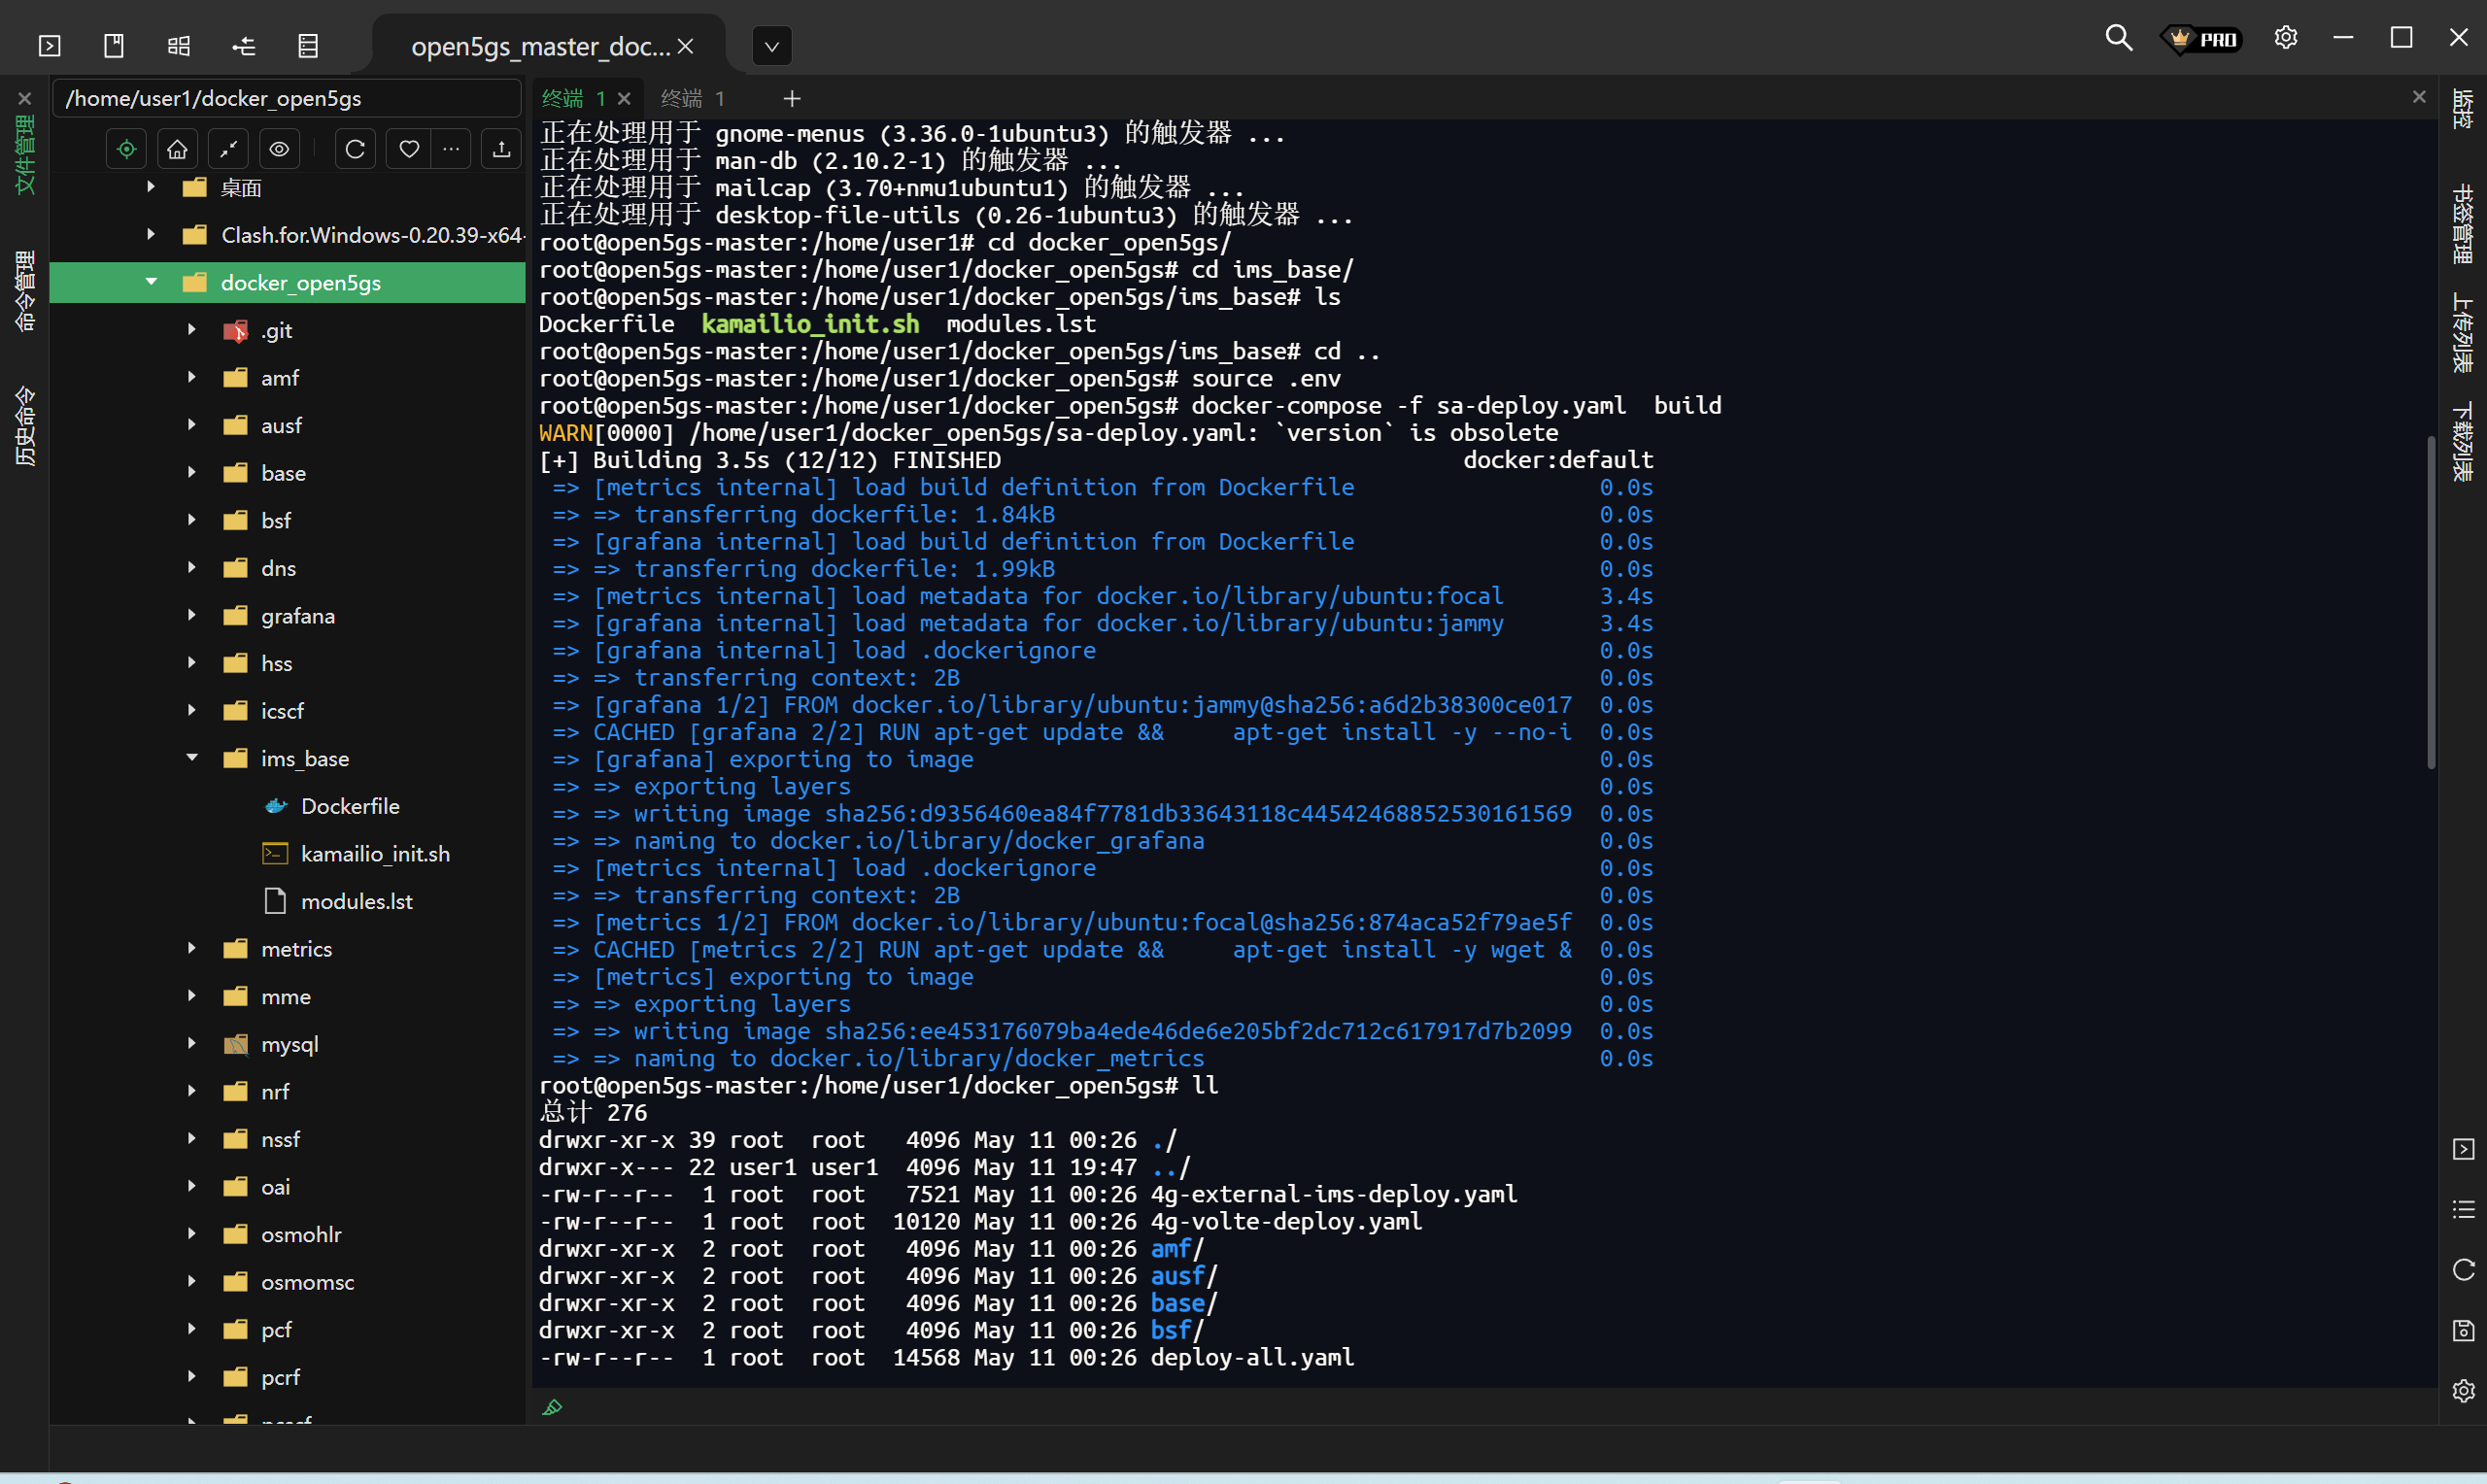 open5gs_master_doc...
PRO
文件管理
命令管理
历史命令
/home/user1/docker_open5gs
桌面
Clash.for.Windows-0.20.39-x64-
docker_open5gs
.git
amf
ausf
base
bsf
dns
grafana
hss
icscf
ims_base
Dockerfile
kamailio_init.sh
modules.lst
metrics
mme
mysql
nrf
nssf
oai
osmohlr
osmomsc
pcf
pcrf
终端 1
终端 1
正在处理用于 gnome-menus (3.36.0-1ubuntu3) 的触发器 ...
正在处理用于 man-db (2.10.2-1) 的触发器 ...
正在处理用于 mailcap (3.70+nmu1ubuntu1) 的触发器 ...
正在处理用于 desktop-file-utils (0.26-1ubuntu3) 的触发器 ...
root@open5gs-master:/home/user1# cd docker_open5gs/
root@open5gs-master:/home/user1/docker_open5gs# cd ims_base/
root@open5gs-master:/home/user1/docker_open5gs/ims_base# ls
Dockerfile  kamailio_init.sh  modules.lst
root@open5gs-master:/home/user1/docker_open5gs/ims_base# cd ..
root@open5gs-master:/home/user1/docker_open5gs# source .env
root@open5gs-master:/home/user1/docker_open5gs# docker-compose -f sa-deploy.yaml  build
WARN[0000] /home/user1/docker_open5gs/sa-deploy.yaml: `version` is obsolete
[+] Building 3.5s (12/12) FINISHED docker:default
=> [metrics internal] load build definition from Dockerfile 0.0s
=> => transferring dockerfile: 1.84kB 0.0s
=> [grafana internal] load build definition from Dockerfile 0.0s
=> => transferring dockerfile: 1.99kB 0.0s
=> [metrics internal] load metadata for docker.io/library/ubuntu:focal 3.4s
=> [grafana internal] load metadata for docker.io/library/ubuntu:jammy 3.4s
=> [grafana internal] load .dockerignore 0.0s
=> => transferring context: 2B 0.0s
=> [grafana 1/2] FROM docker.io/library/ubuntu:jammy@sha256:a6d2b38300ce017 0.0s
=> CACHED [grafana 2/2] RUN apt-get update &&     apt-get install -y --no-i 0.0s
=> [grafana] exporting to image 0.0s
=> => exporting layers 0.0s
=> => writing image sha256:d9356460ea84f7781db33643118c44542468852530161569 0.0s
=> => naming to docker.io/library/docker_grafana 0.0s
=> [metrics internal] load .dockerignore 0.0s
=> => transferring context: 2B 0.0s
=> [metrics 1/2] FROM docker.io/library/ubuntu:focal@sha256:874aca52f79ae5f 0.0s
=> CACHED [metrics 2/2] RUN apt-get update &&     apt-get install -y wget & 0.0s
=> [metrics] exporting to image 0.0s
=> => exporting layers 0.0s
=> => writing image sha256:ee453176079ba4ede46de6e205bf2dc712c617917d7b2099 0.0s
=> => naming to docker.io/library/docker_metrics 0.0s
root@open5gs-master:/home/user1/docker_open5gs# ll
总计 276
drwxr-xr-x 39 root  root   4096 May 11 00:26 ./
drwxr-x--- 22 user1 user1  4096 May 11 19:47 ../
-rw-r--r--  1 root  root   7521 May 11 00:26 4g-external-ims-deploy.yaml
-rw-r--r--  1 root  root  10120 May 11 00:26 4g-volte-deploy.yaml
drwxr-xr-x  2 root  root   4096 May 11 00:26 amf/
drwxr-xr-x  2 root  root   4096 May 11 00:26 ausf/
drwxr-xr-x  2 root  root   4096 May 11 00:26 base/
drwxr-xr-x  2 root  root   4096 May 11 00:26 bsf/
-rw-r--r--  1 root  root  14568 May 11 00:26 deploy-all.yaml
监控
书签管理
上传列表
下载列表